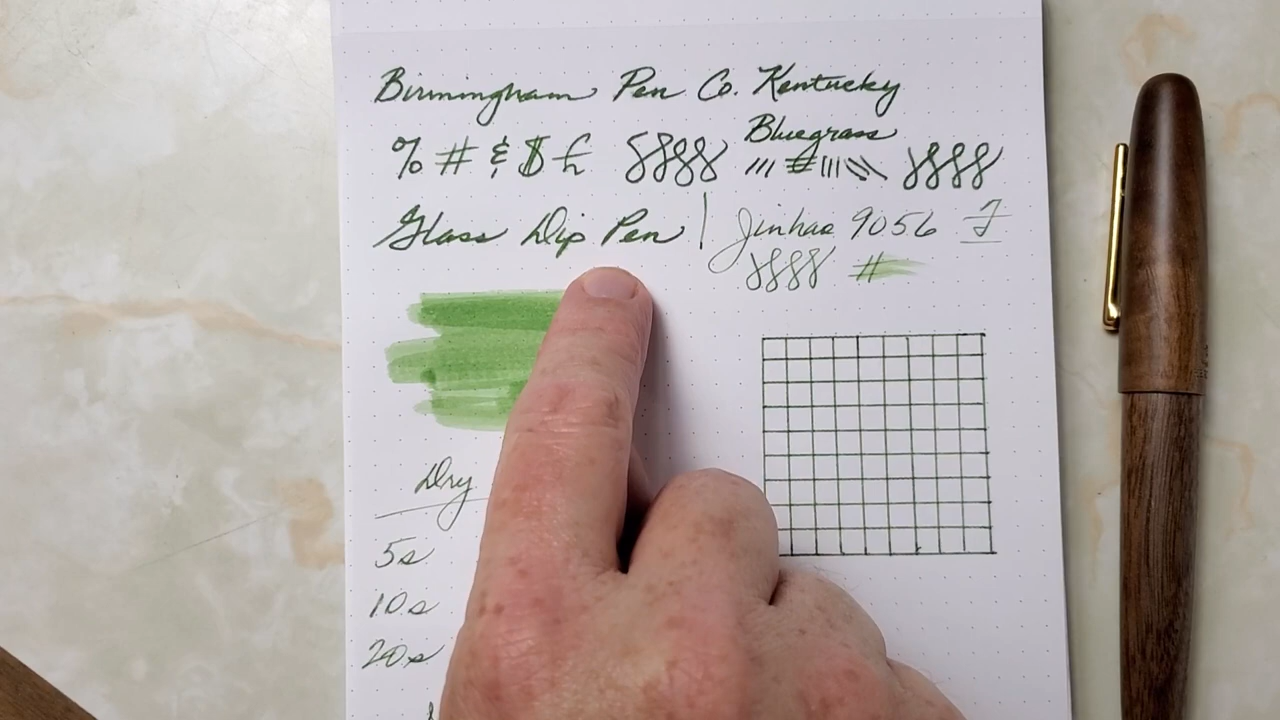 Birmingham Pen Co. Kentucky
Bluegrass
% # & $ £ 8888 /// # ||| \\\ 8888
Glass Dip Pen | Jinhao 9056 F
8888 #
Dry
5s
10s
20s